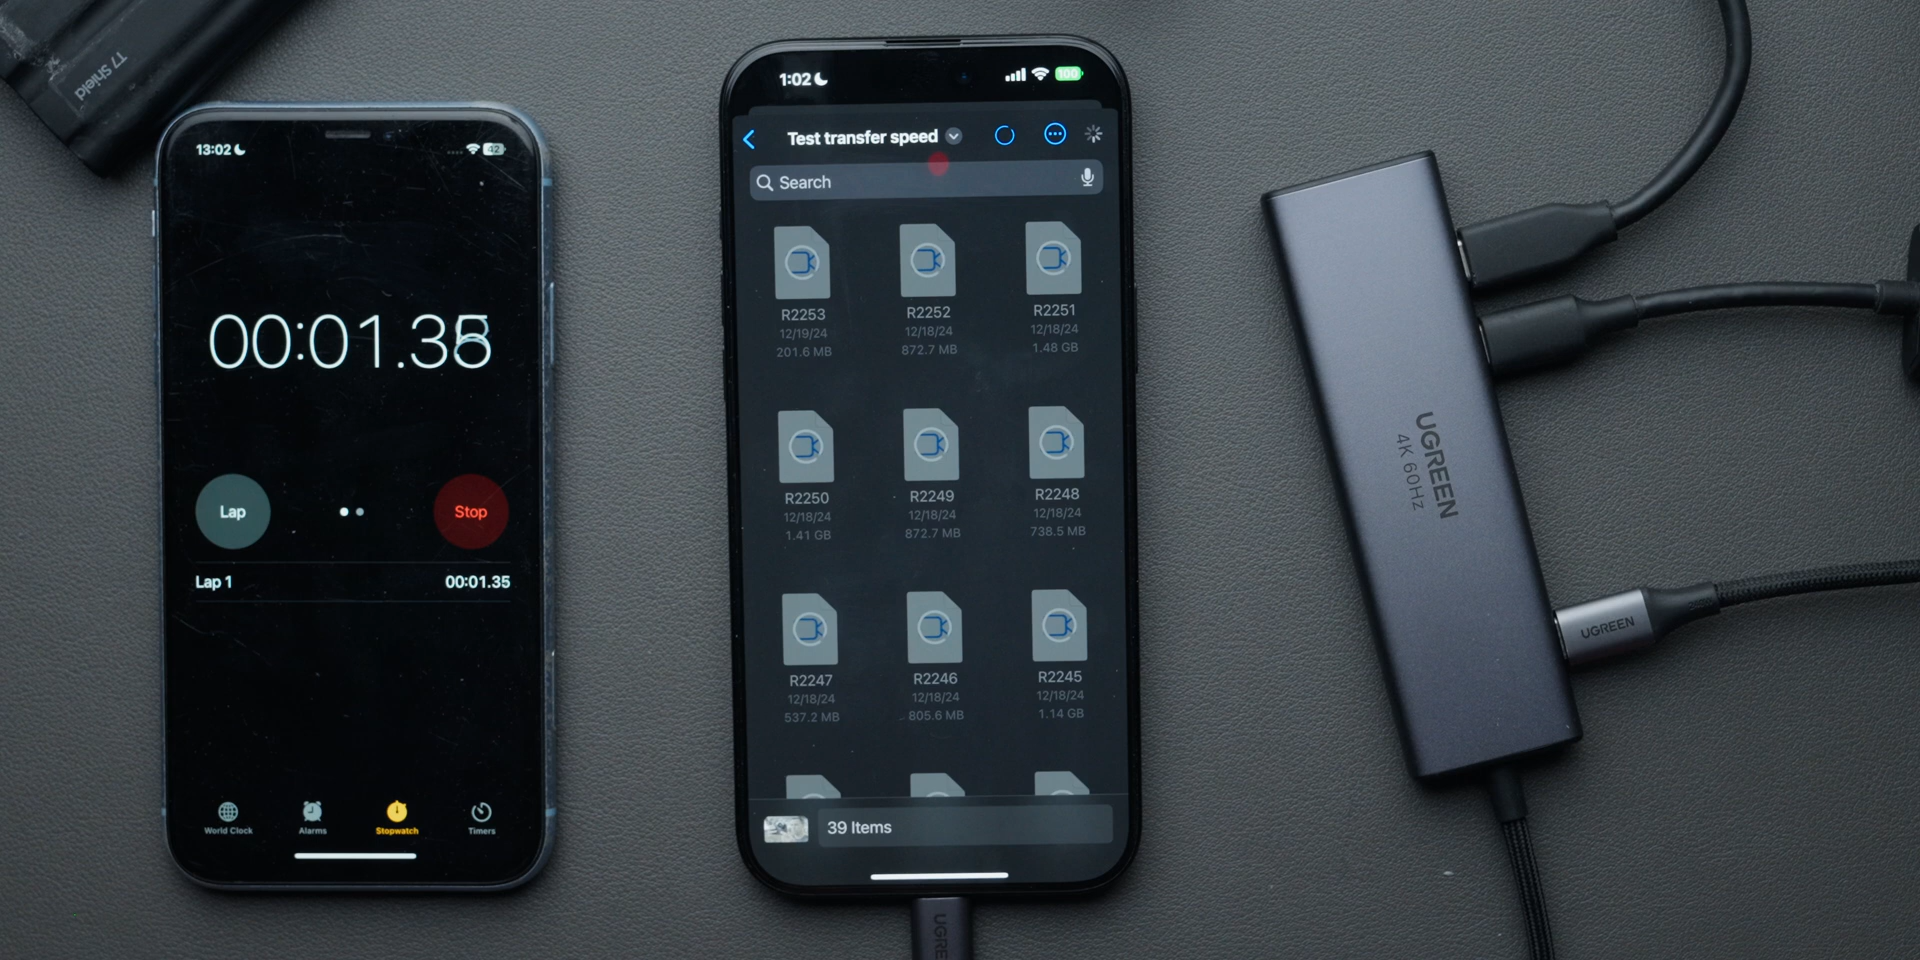 T7 Shield
13:02
42
00:01.35
Lap
Stop
Lap 1
00:01.35
World Clock
Alarms
Stopwatch
Timers
1:02
100
Test transfer speed
Search
R2253
12/19/24
201.6 MB
R2252
12/18/24
872.7 MB
R2251
12/18/24
1.48 GB
R2250
12/18/24
1.41 GB
R2249
12/18/24
872.7 MB
R2248
12/18/24
738.5 MB
R2247
12/18/24
537.2 MB
R2246
12/18/24
805.6 MB
R2245
12/18/24
1.14 GB
39 Items
UGRE
UGREEN
4K 60Hz
UGREEN